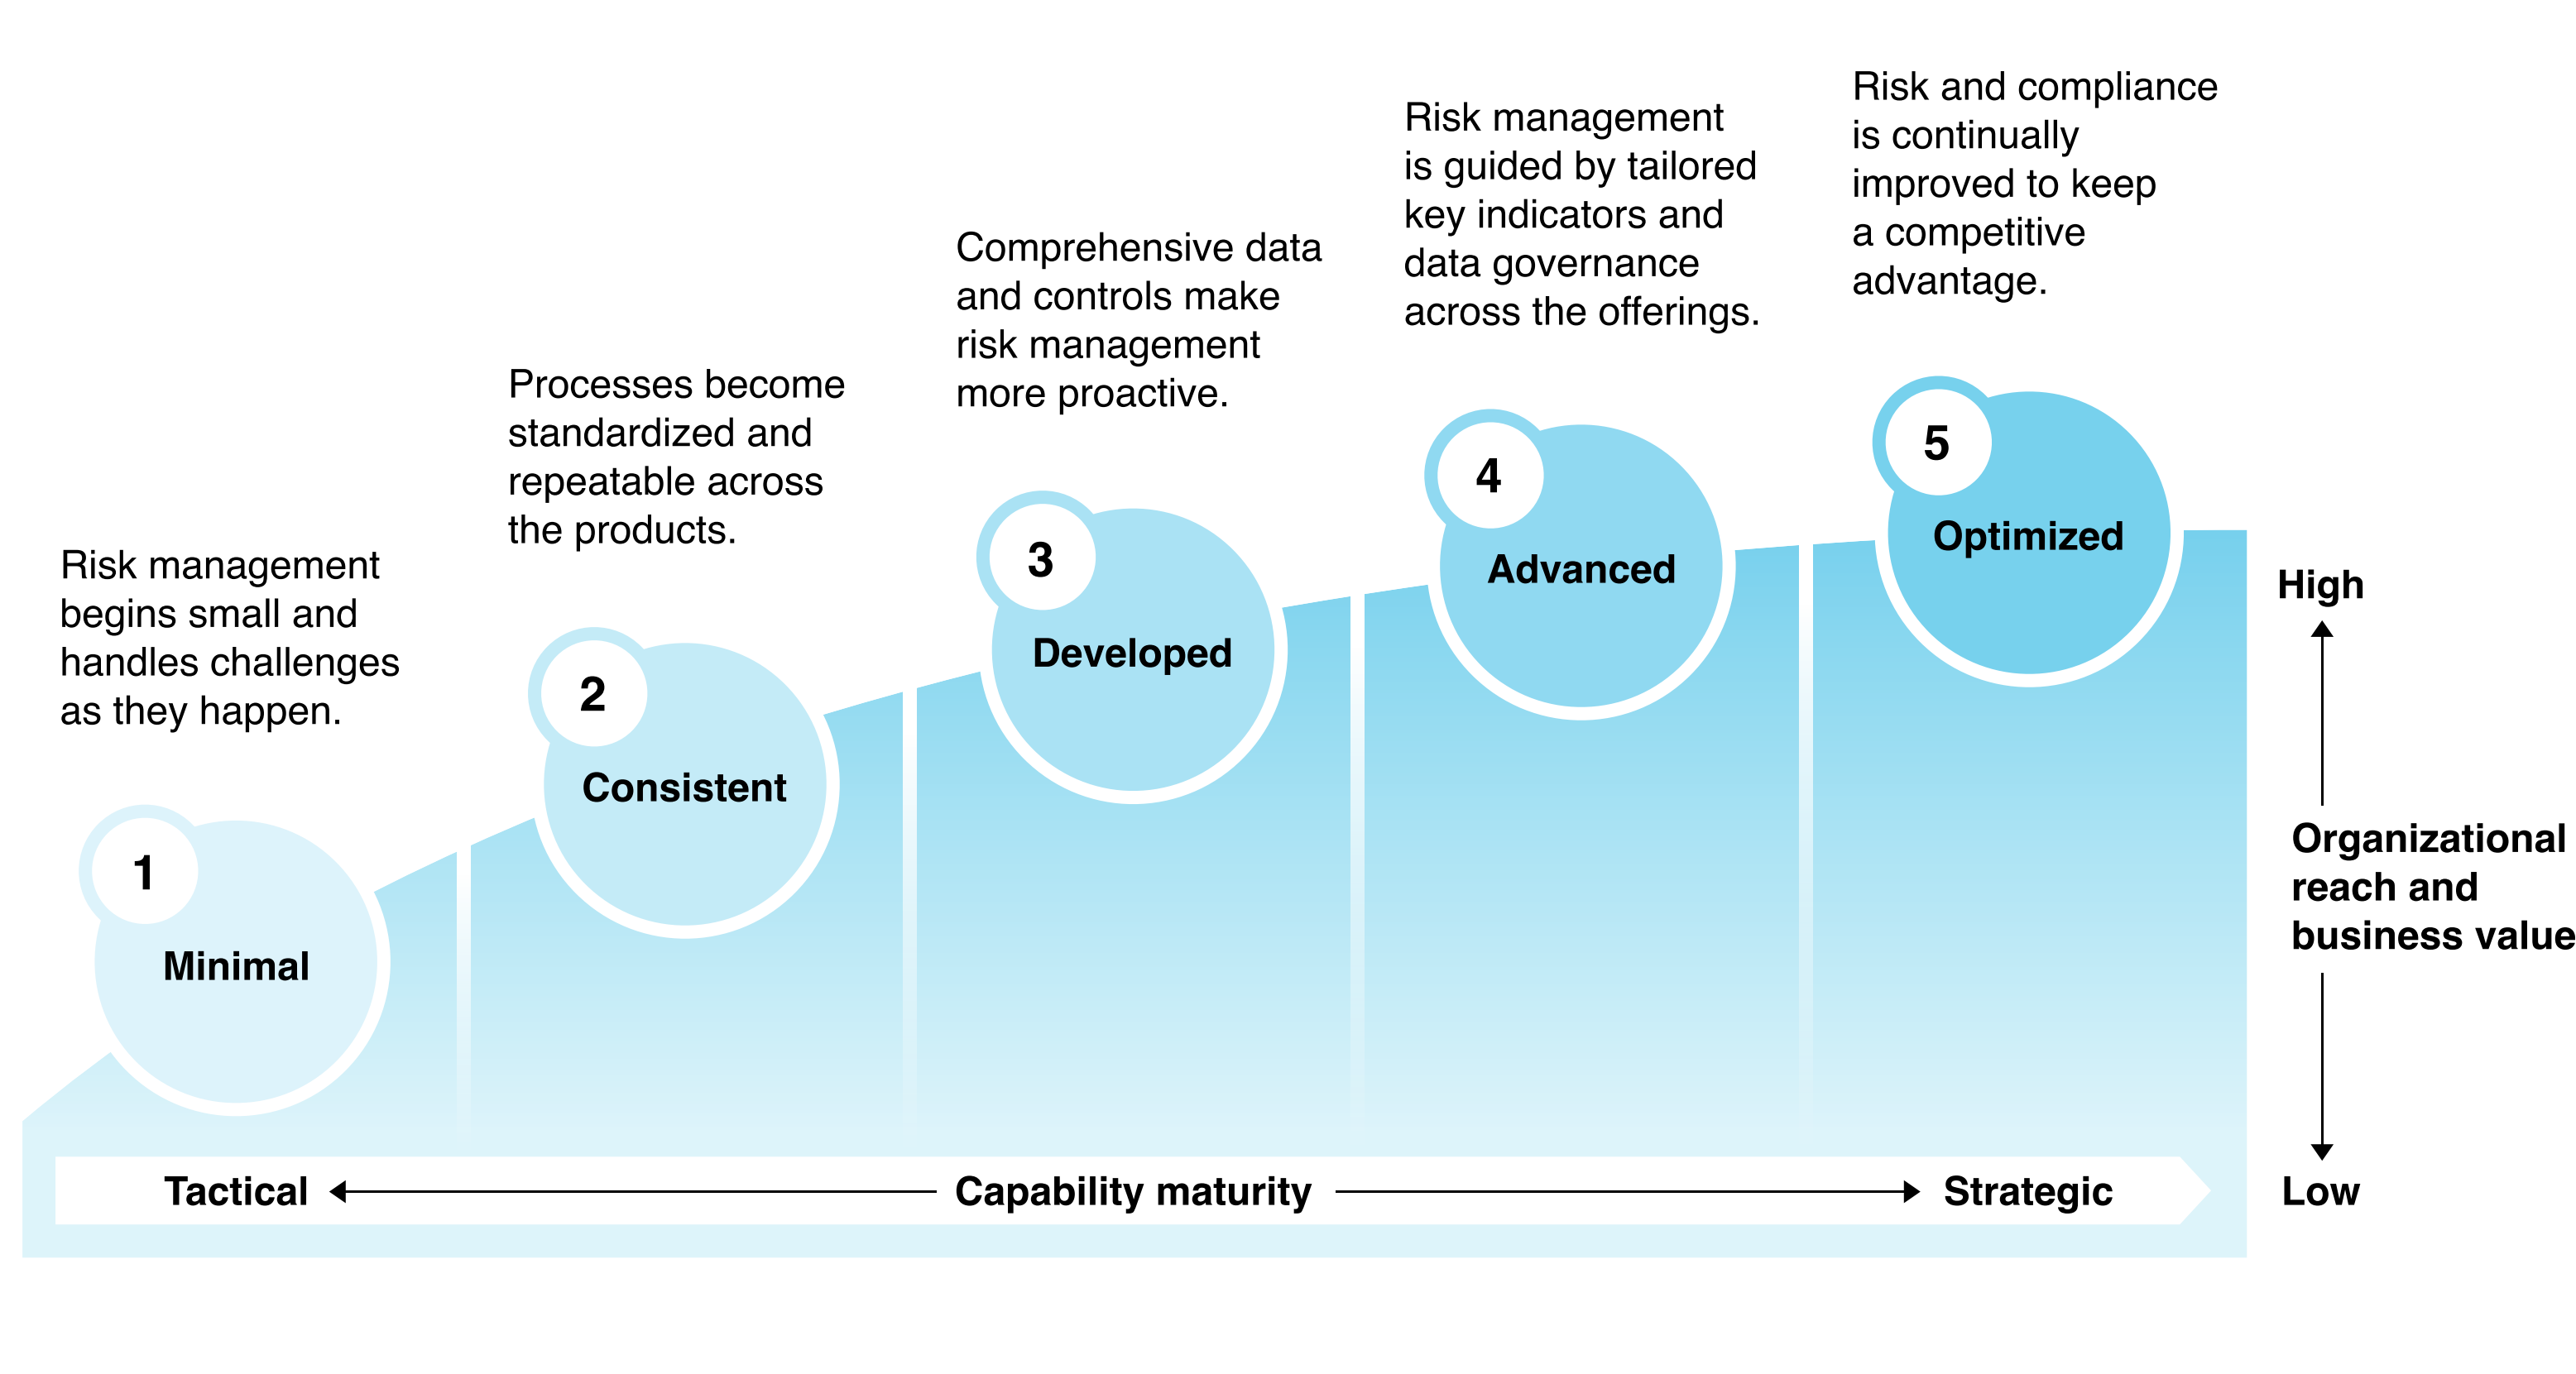 Risk management
begins small and
handles challenges
as they happen.
1
Minimal
Processes become
standardized and
repeatable across
the products.
2
Consistent
Comprehensive data
and controls make
risk management
more proactive.
3
Developed
Risk management
is guided by tailored
key indicators and
data governance
across the offerings.
4
Advanced
Risk and compliance
is continually
improved to keep
a competitive
advantage.
5
Optimized
High
Organizational
reach and
business value
Low
Tactical
Capability maturity
Strategic